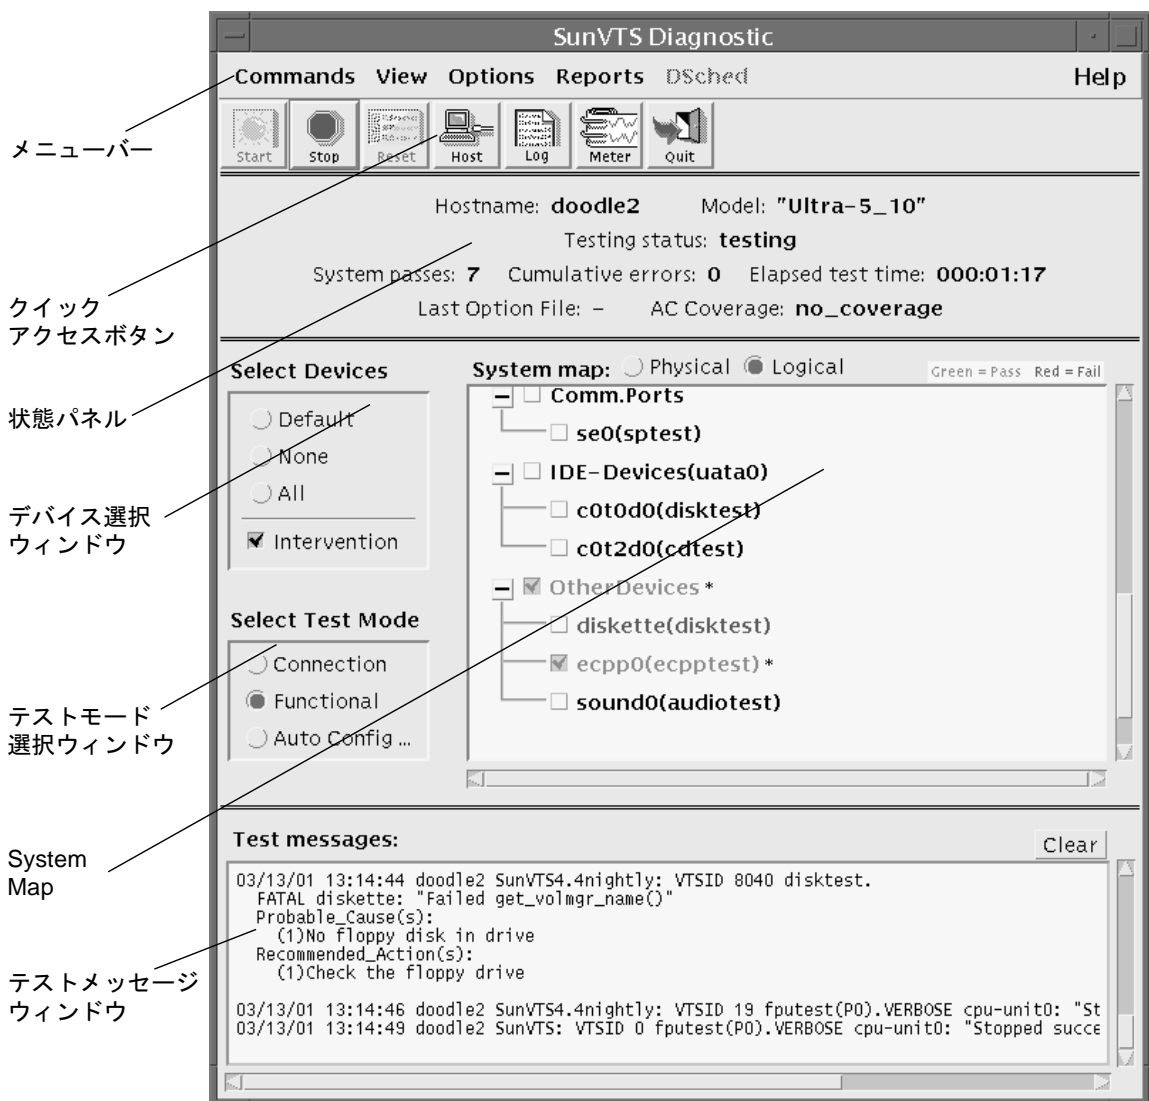 SunVTS Diagnostic
Commands View Options Reports DSched Help
Start Stop Reset Host Log Meter Quit
メニューバー
Hostname: doodle2 Model: "Ultra-5_10"
Testing status: testing
System passes: 7 Cumulative errors: 0 Elapsed test time: 000:01:17
Last Option File: - AC Coverage: no_coverage
クイック
アクセスボタン
状態パネル
Select Devices
Default
None
All
Intervention
デバイス選択
ウィンドウ
Select Test Mode
Connection
Functional
Auto Config ...
テストモード
選択ウィンドウ
System map: Physical Logical Green = Pass Red = Fail
Comm.Ports
se0(sptest)
IDE-Devices(uata0)
c0t0d0(disktest)
c0t2d0(cdtest)
OtherDevices *
diskette(disktest)
ecpp0(ecpptest) *
sound0(audiotest)
System
Map
Test messages: Clear
03/13/01 13:14:44 doodle2 SunVTS4.4nightly: VTSID 8040 disktest.
FATAL diskette: "Failed get_volmgr_name()"
Probable_Cause(s):
(1)No floppy disk in drive
Recommended_Action(s):
(1)Check the floppy drive
03/13/01 13:14:46 doodle2 SunVTS4.4nightly: VTSID 19 fputest(P0).VERBOSE cpu-unit0: "St
03/13/01 13:14:49 doodle2 SunVTS: VTSID 0 fputest(P0).VERBOSE cpu-unit0: "Stopped succe
テストメッセージ
ウィンドウ